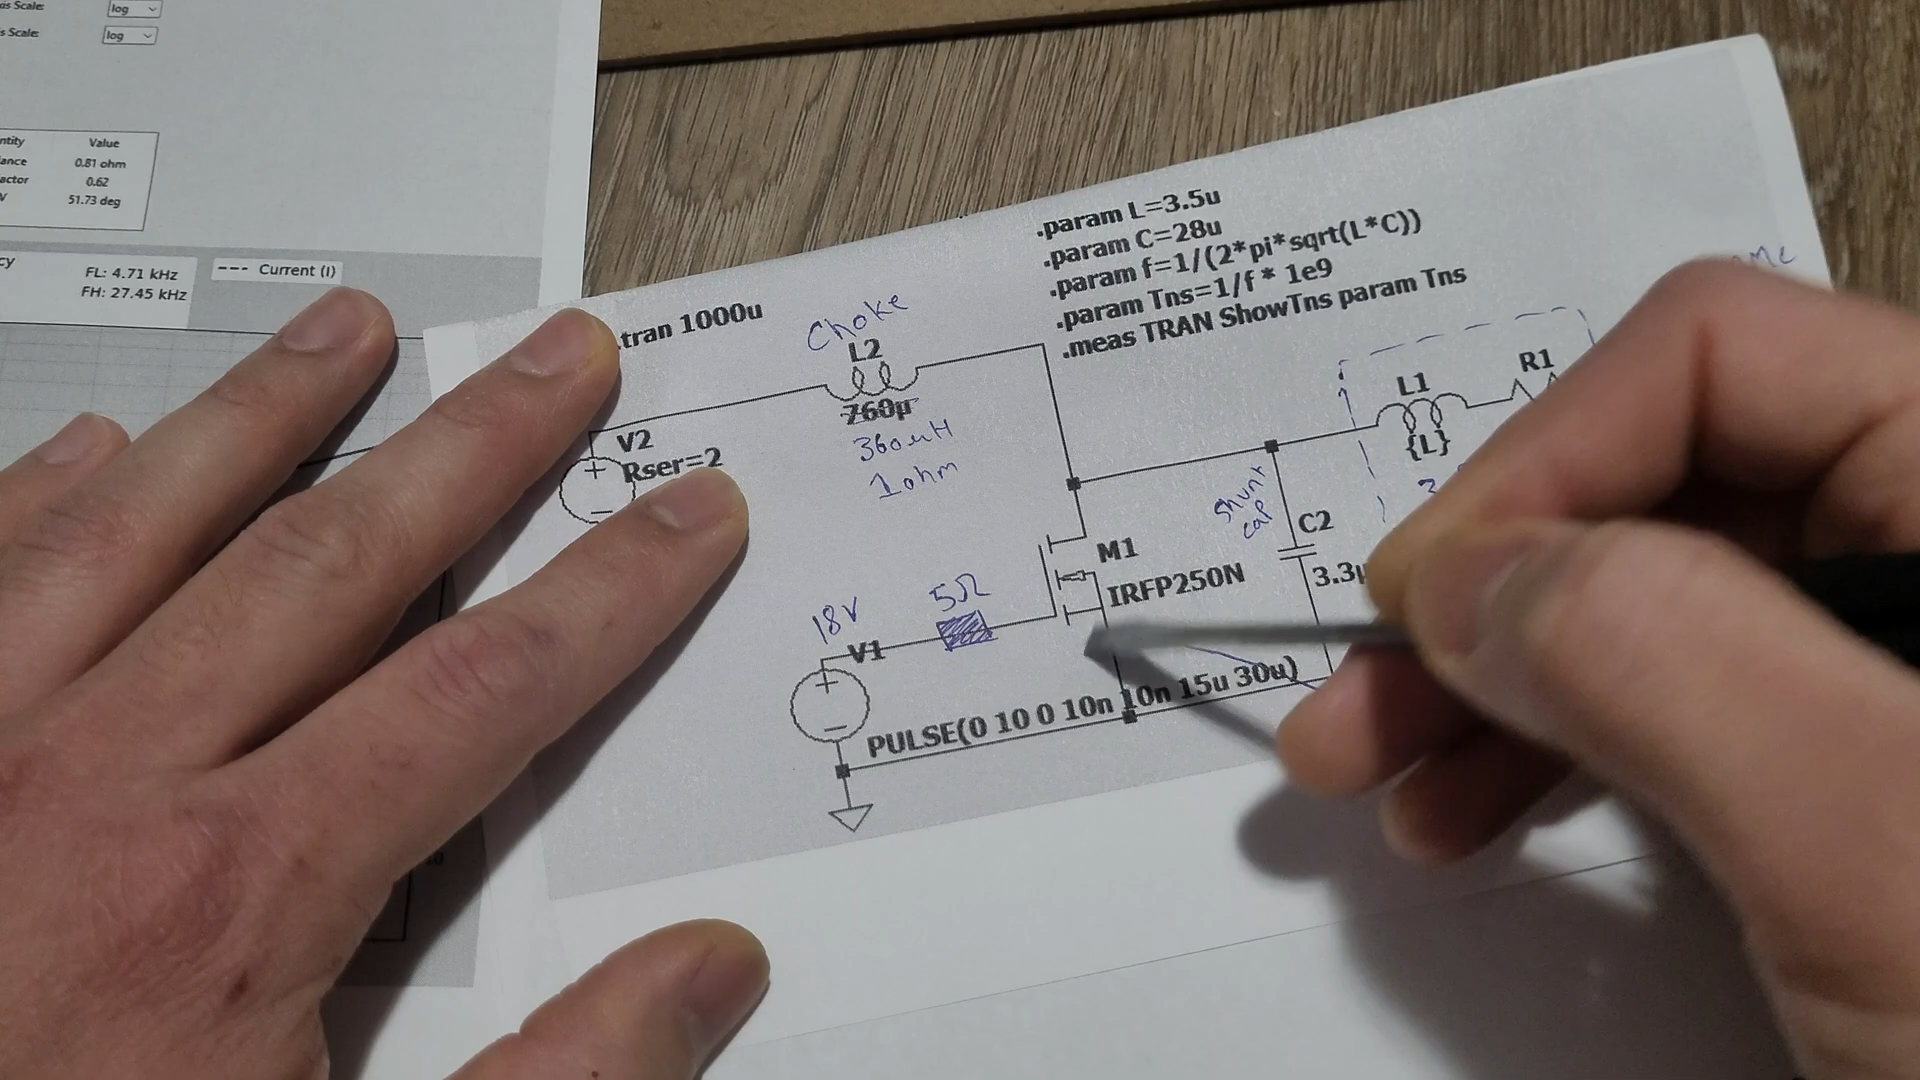 Scale:
log
s Scale:
log
ntity Value
ance 0.81 ohm
actor 0.62
V 51.73 deg
cy
FL: 4.71 kHz
FH: 27.45 kHz
--- Current (I)
.tran 1000u
.param L=3.5u
.param C=28u
.param f=1/(2*pi*sqrt(L*C))
.param Tns=1/f * 1e9
.meas TRAN ShowTns param Tns
Choke
L2
760µ
360uH
1ohm
V2
Rser=2
L1
{L}
R1
shunt
cap
C2
3.3µ
M1
IRFP250N
18V
5Ω
V1
PULSE(0 10 0 10n 10n 15u 30u)